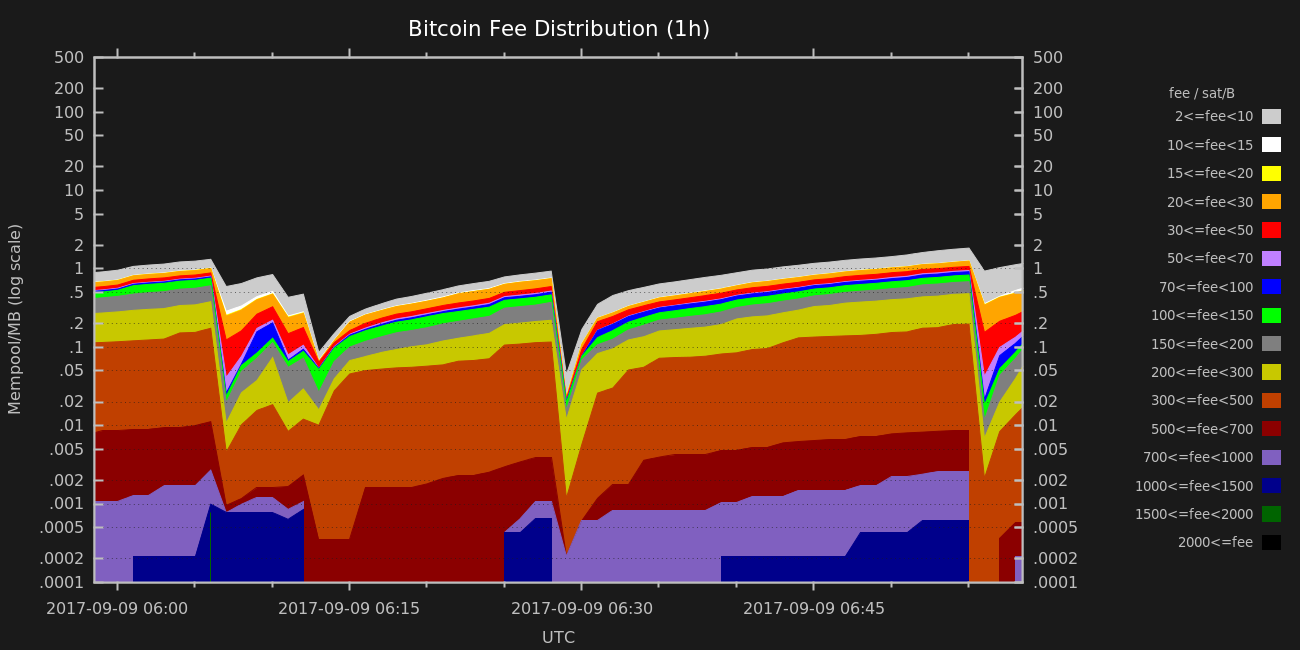 Bitcoin Fee Distribution (1h)
Mempool/MB (log scale)
500
200
100
50
20
10
5
2
1
.5
.2
.1
.05
.02
.01
.005
.002
.001
.0005
.0002
.0001
500
200
100
50
20
10
5
2
1
.5
.2
.1
.05
.02
.01
.005
.002
.001
.0005
.0002
.0001
2017-09-09 06:00
2017-09-09 06:15
2017-09-09 06:30
2017-09-09 06:45
UTC
fee / sat/B
2<=fee<10
10<=fee<15
15<=fee<20
20<=fee<30
30<=fee<50
50<=fee<70
70<=fee<100
100<=fee<150
150<=fee<200
200<=fee<300
300<=fee<500
500<=fee<700
700<=fee<1000
1000<=fee<1500
1500<=fee<2000
2000<=fee